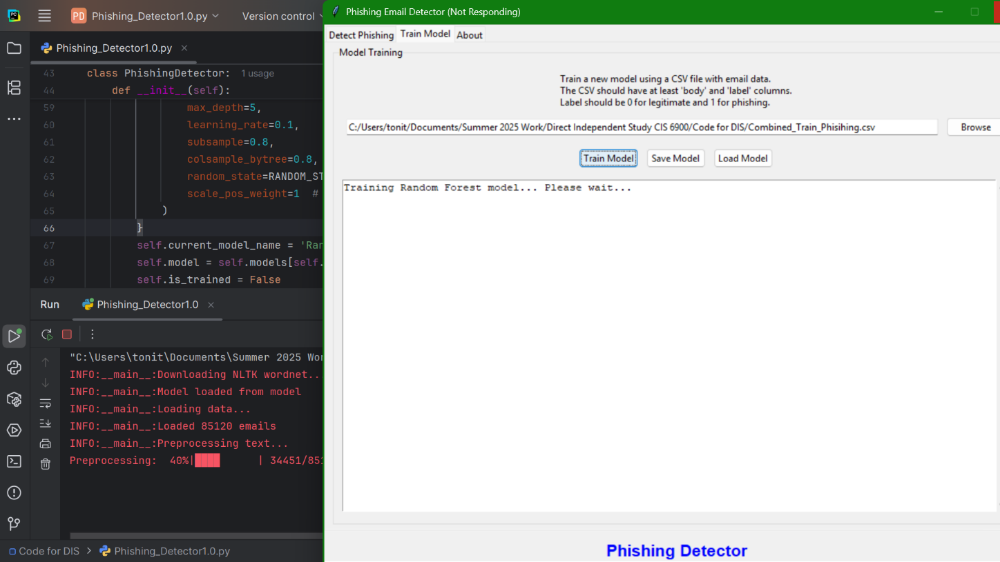 PC
PD Phishing_Detector1.0.py
Version control
Phishing_Detector1.0.py
43 class PhishingDetector: 1 usage
44 def __init__(self):
59 max_depth=5,
60 learning_rate=0.1,
61 subsample=0.8,
62 colsample_bytree=0.8,
63 random_state=RANDOM_ST
64 scale_pos_weight=1 #
65 )
66 }
67 self.current_model_name = 'Ran
68 self.model = self.models[self.
69 self.is_trained = False
Run Phishing_Detector1.0
"C:\Users\tonit\Documents\Summer 2025 Wor
INFO:__main__:Downloading NLTK wordnet..
INFO:__main__:Model loaded from model
INFO:__main__:Loading data...
INFO:__main__:Loaded 85120 emails
INFO:__main__:Preprocessing text...
Preprocessing: 40%|████ | 34451/851
Code for DIS > Phishing_Detector1.0.py
Phishing Email Detector (Not Responding)
Detect Phishing Train Model About
Model Training
Train a new model using a CSV file with email data.
The CSV should have at least 'body' and 'label' columns.
Label should be 0 for legitimate and 1 for phishing.
C:/Users/tonit/Documents/Summer 2025 Work/Direct Independent Study CIS 6900/Code for DIS/Combined_Train_Phisihing.csv
Browse
Train Model Save Model Load Model
Training Random Forest model... Please wait...
Phishing Detector